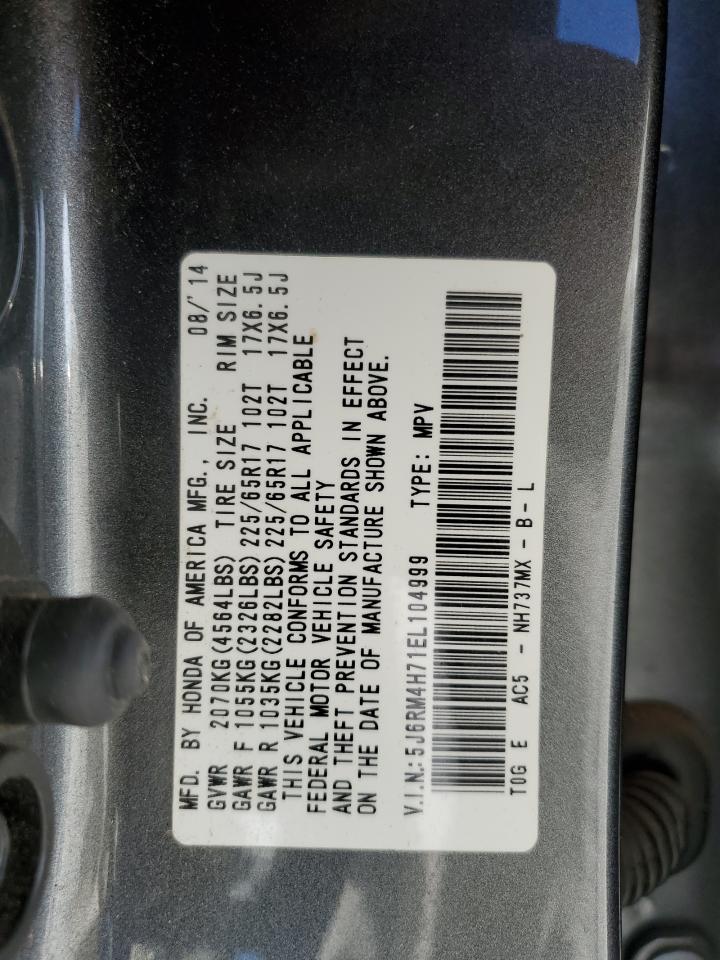 MFD. BY HONDA OF AMERICA MFG., INC. 08/'14
GVWR 2070KG(4564LBS) TIRE SIZE RIM SIZE
GAWR F 1055KG(2326LBS) 225/65R17 102T 17X6.5J
GAWR R 1035KG(2282LBS) 225/65R17 102T 17X6.5J
THIS VEHICLE CONFORMS TO ALL APPLICABLE
FEDERAL MOTOR VEHICLE SAFETY
AND THEFT PREVENTION STANDARDS IN EFFECT
ON THE DATE OF MANUFACTURE SHOWN ABOVE.
V.I.N.: 5J6RM4H71EL104999 TYPE: MPV
T0G E AC5 - NH737MX - B - L